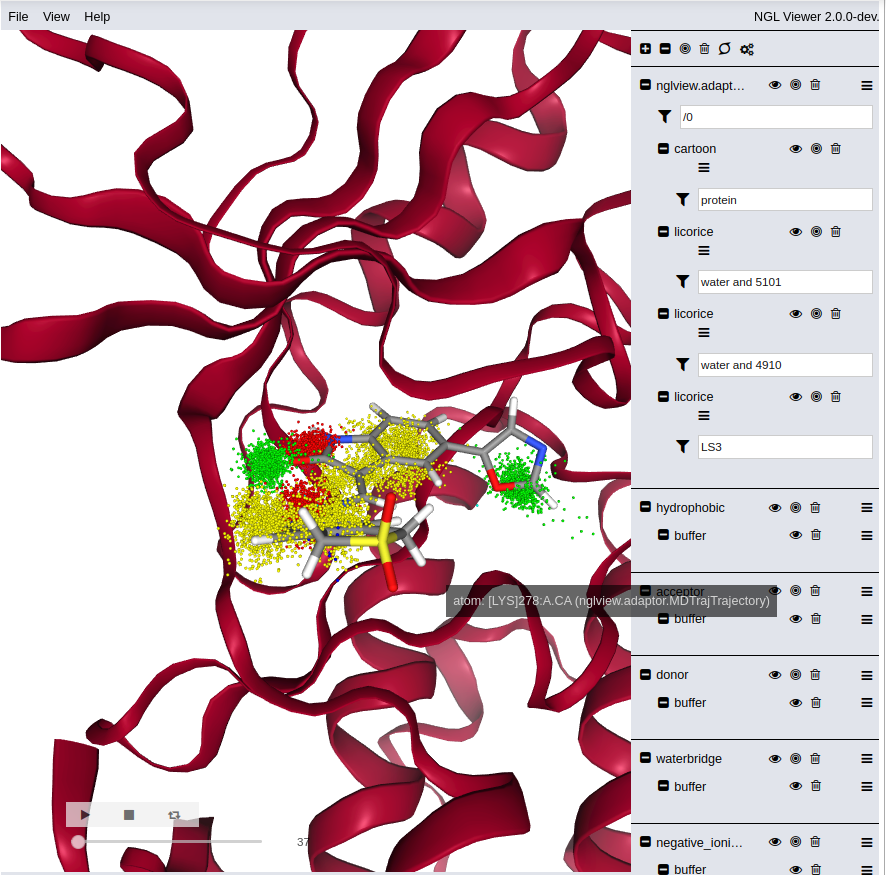 File View Help NGL Viewer 2.0.0-dev.
nglview.adapt…
/0
cartoon
protein
licorice
water and 5101
licorice
water and 4910
licorice
LS3
hydrophobic
buffer
acceptor
atom: [LYS]278:A.CA (nglview.adaptor.MDTrajTrajectory)
buffer
donor
buffer
waterbridge
buffer
37
negative_ioni…
buffer